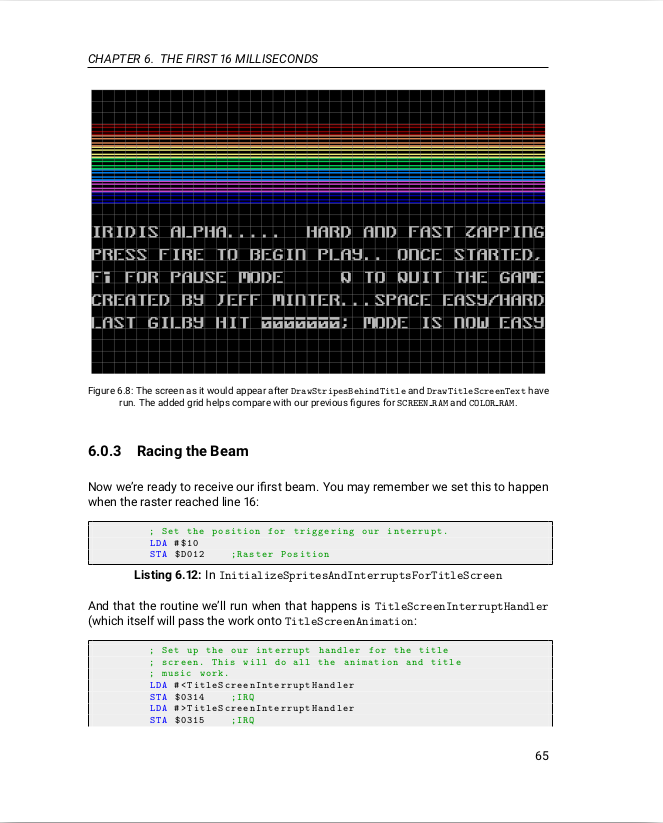 CHAPTER 6. THE FIRST 16 MILLISECONDS
IRIDIS ALPHA..... HARD AND FAST ZAPPING
PRESS FIRE TO BEGIN PLAY.. ONCE STARTED,
F1 FOR PAUSE MODE Q TO QUIT THE GAME
CREATED BY JEFF MINTER...SPACE EASY/HARD
LAST GILBY HIT 0000000; MODE IS NOW EASY
Figure 6.8: The screen as it would appear after DrawStripesBehindTitle and DrawTitleScreenText have
run. The added grid helps compare with our previous figures for SCREEN_RAM and COLOR_RAM.
6.0.3 Racing the Beam
Now we're ready to receive our ifirst beam. You may remember we set this to happen
when the raster reached line 16:
; Set the position for triggering our interrupt.
LDA #$10
STA $D012 ;Raster Position
Listing 6.12: In InitializeSpritesAndInterruptsForTitleScreen
And that the routine we'll run when that happens is TitleScreenInterruptHandler
(which itself will pass the work onto TitleScreenAnimation:
; Set up the our interrupt handler for the title
; screen. This will do all the animation and title
; music work.
LDA #<TitleScreenInterruptHandler
STA $0314 ;IRQ
LDA #>TitleScreenInterruptHandler
STA $0315 ;IRQ
65